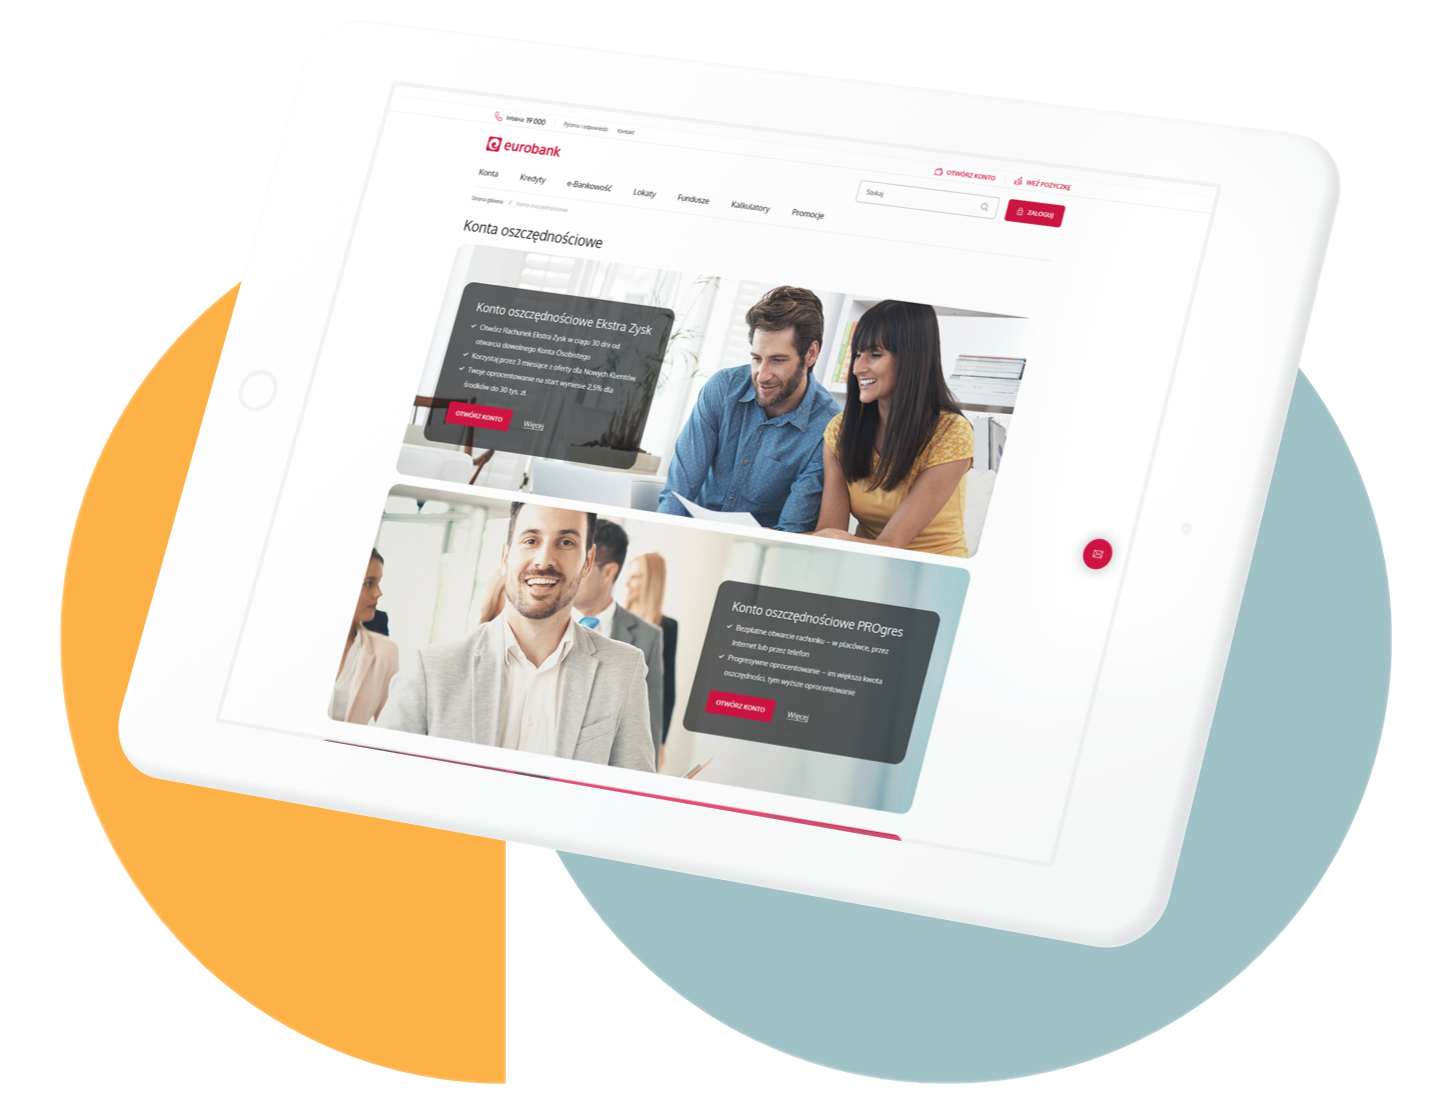 Infolinia 19 000 Pytania i odpowiedzi Kontakt
OTWÓRZ KONTO WEŹ POŻYCZKĘ
eurobank
Szukaj
ZALOGUJ
Konta Kredyty e-Bankowość Lokaty Fundusze Kalkulatory Promocje
Strona główna / Konta oszczędnościowe
Konta oszczędnościowe
Konto oszczędnościowe Ekstra Zysk
Otwórz Rachunek Ekstra Zysk w ciągu 30 dni od
otwarcia dowolnego Konta Osobistego
Korzystaj przez 3 miesiące z oferty dla Nowych Klientów
Twoje oprocentowanie na start wyniesie 2,5% dla
środków do 30 tys. zł.
OTWÓRZ KONTO Więcej
Konto oszczędnościowe PROgres
Bezpłatne otwarcie rachunku – w placówce, przez
Internet lub przez telefon
Progresywne oprocentowanie – im większa kwota
oszczędności, tym wyższe oprocentowanie
OTWÓRZ KONTO Więcej